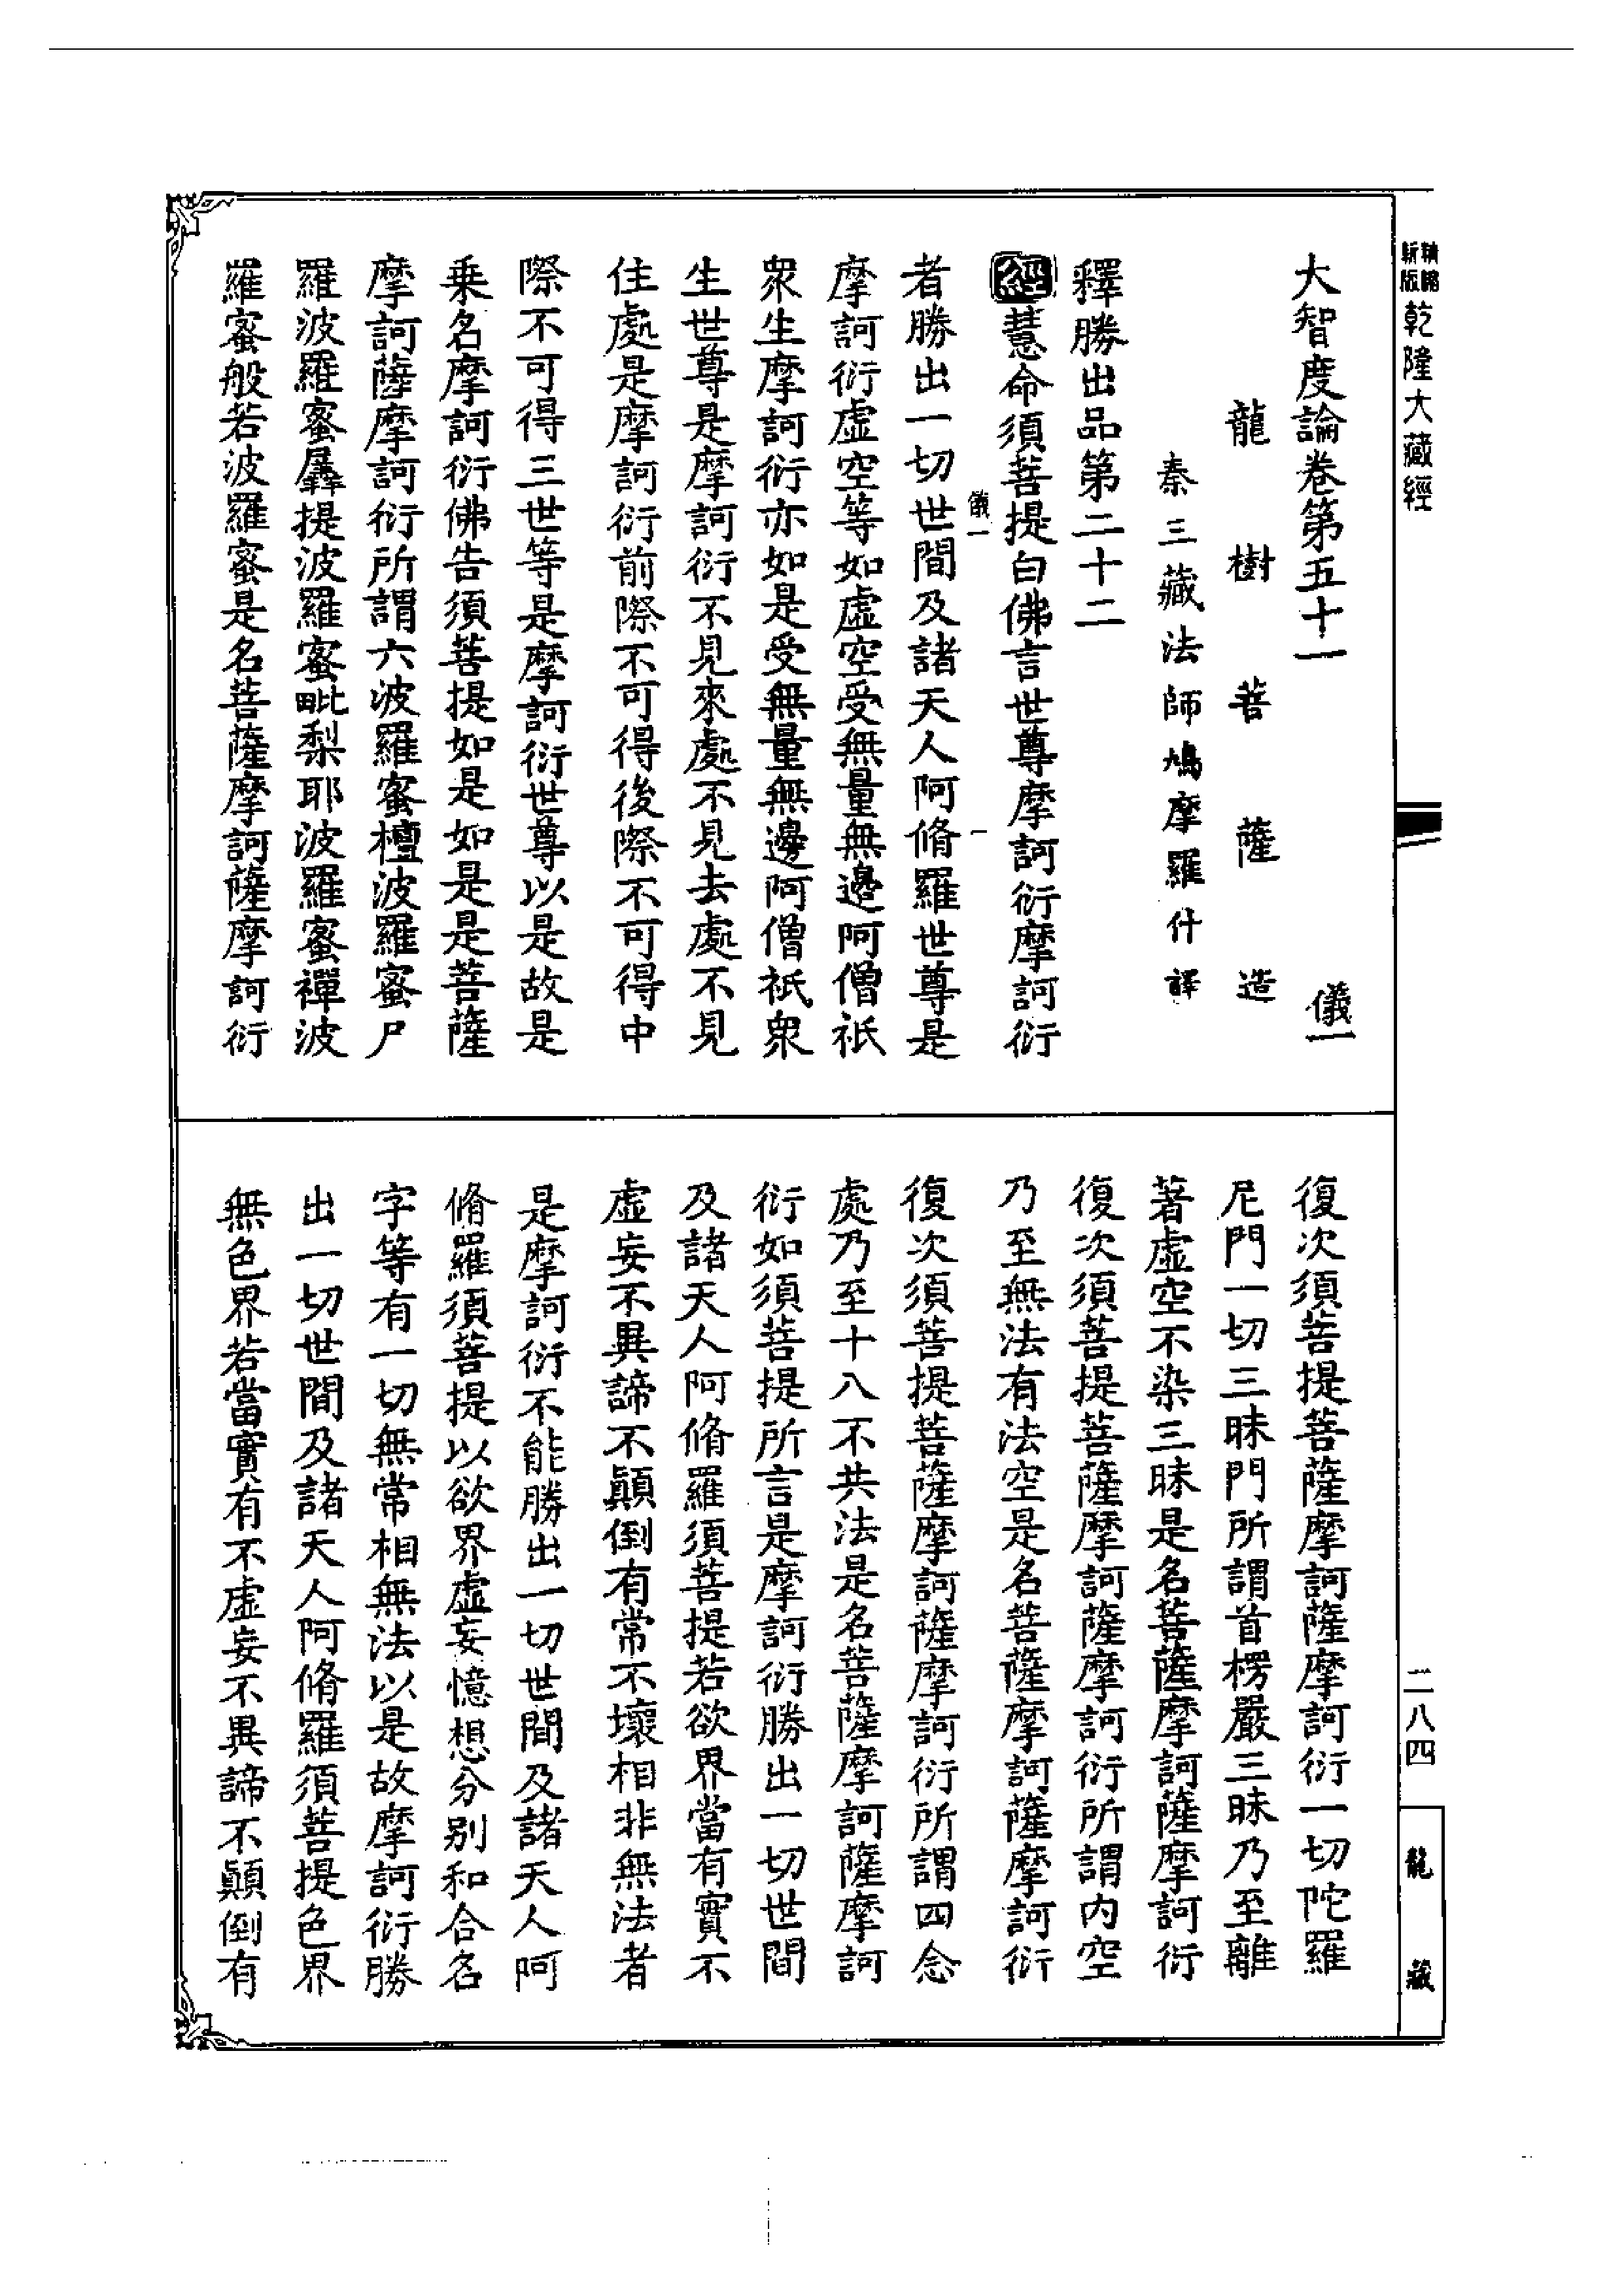 精縮新版乾隆大藏經
大智度論卷第五十一　儀一
龍樹菩薩造
秦三藏法師鳩摩羅什譯
釋勝出品第二十二
經慧命須菩提白佛言世尊摩訶衍摩訶衍
儀一　一
者勝出一切世間及諸天人阿脩羅世尊是
摩訶衍虛空等如虛空受無量無邊阿僧祇
衆生摩訶衍亦如是受無量無邊阿僧祇衆
生世尊是摩訶衍不見來處不見去處不見
住處是摩訶衍前際不可得後際不可得中
際不可得三世等是摩訶衍世尊以是故是
乗名摩訶衍佛告須菩提如是如是是菩薩
摩訶薩摩訶衍所謂六波羅蜜檀波羅蜜尸
羅波羅蜜羼提波羅蜜毗梨耶波羅蜜禪波
羅蜜般若波羅蜜是名菩薩摩訶薩摩訶衍
復次須菩提菩薩摩訶薩摩訶衍一切陀羅
尼門一切三昧門所謂首楞嚴三昧乃至離
著虛空不染三昧是名菩薩摩訶薩摩訶衍
復次須菩提菩薩摩訶薩摩訶衍所謂内空
乃至無法有法空是名菩薩摩訶薩摩訶衍
復次須菩提菩薩摩訶薩摩訶衍所謂四念
處乃至十八不共法是名菩薩摩訶薩摩訶
衍如須菩提所言是摩訶衍勝出一切世間
及諸天人阿脩羅須菩提若欲界當有實不
虛妄不異諦不顛倒有常不壞相非無法者
是摩訶衍不能勝出一切世間及諸天人阿
脩羅須菩提以欲界虛妄憶想分别和合名
字等有一切無常相無法以是故摩訶衍勝
出一切世間及諸天人阿脩羅須菩提色界
無色界若當實有不虛妄不異諦不顛倒有
二八四
龍藏